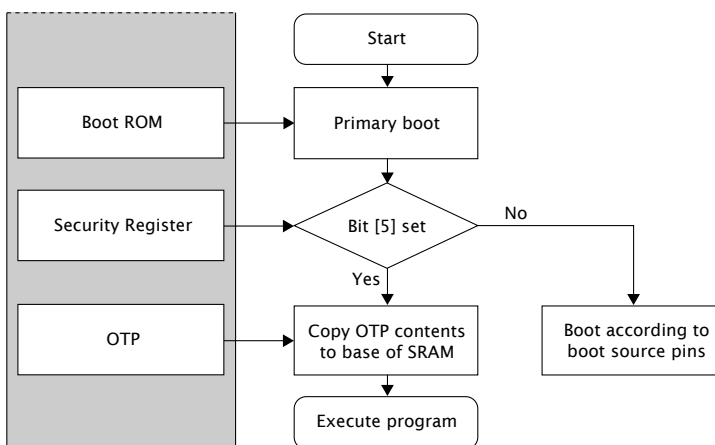 Start
Boot ROM
Primary boot
Security Register
Bit [5] set
No
Yes
OTP
Copy OTP contents
to base of SRAM
Boot according to
boot source pins
Execute program